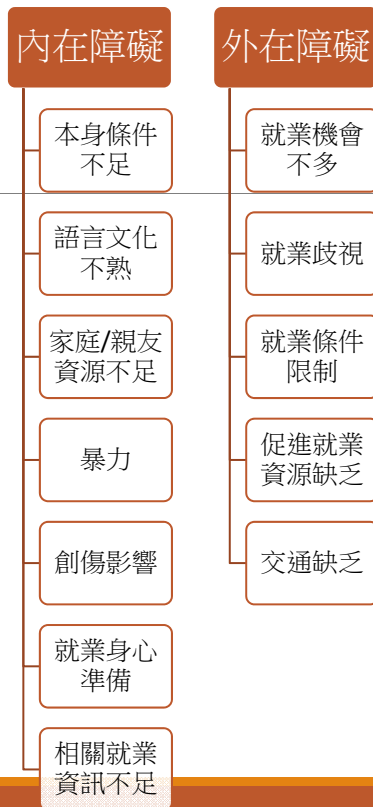 內在障礙
本身條件
不足
語言文化
不熟
家庭/親友
資源不足
暴力
創傷影響
就業身心
準備
相關就業
資訊不足
外在障礙
就業機會
不多
就業歧視
就業條件
限制
促進就業
資源缺乏
交通缺乏